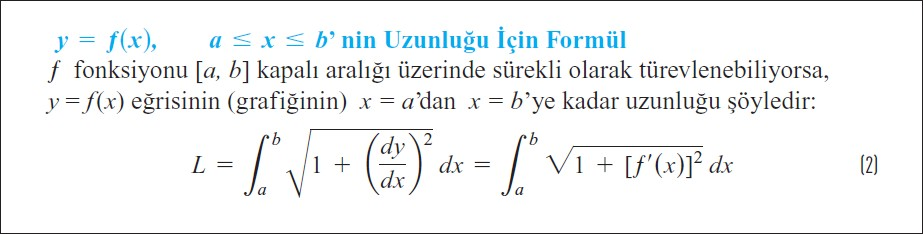 y = f(x), a ≤ x ≤ b’ nin Uzunluğu İçin Formül
f fonksiyonu [a, b] kapalı aralığı üzerinde sürekli olarak türevlenebiliyorsa,
y = f(x) eğrisinin (grafiğinin) x = a’dan x = b’ye kadar uzunluğu şöyledir:
L = ∫_a^b √(1 + (dy/dx)²) dx = ∫_a^b √(1 + [f′(x)]²) dx (2)